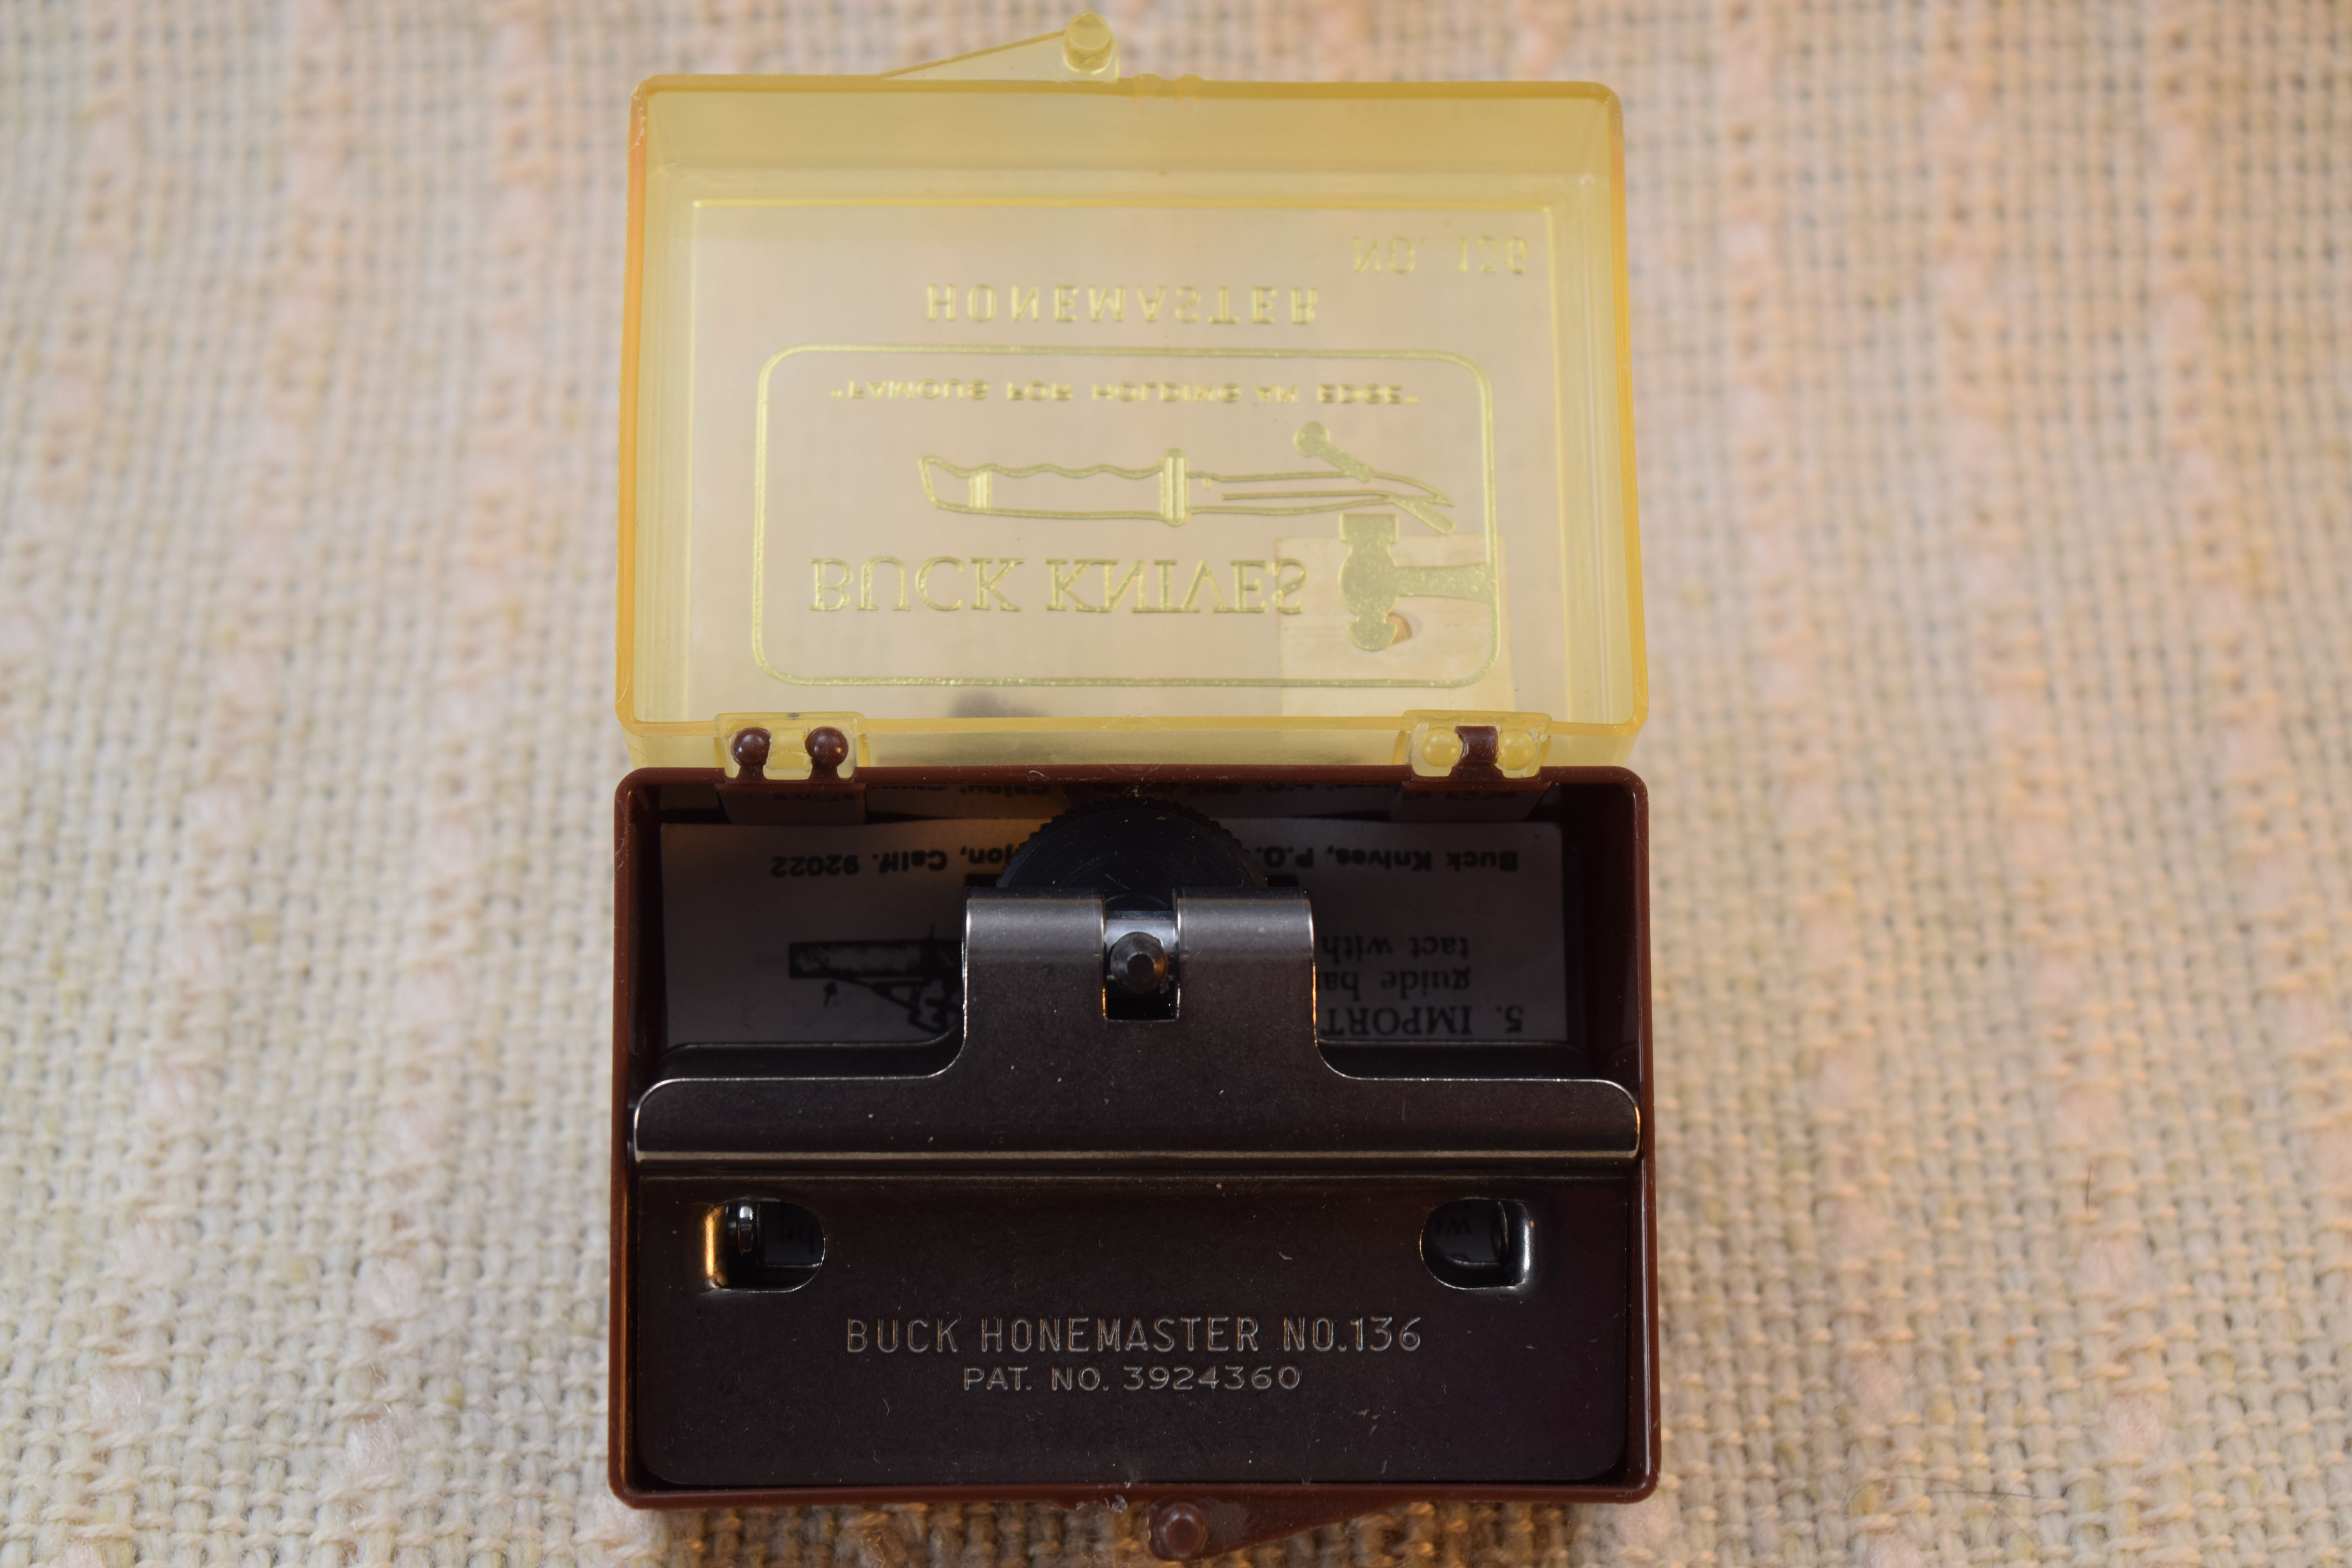 NO. 136
HONEMASTER
"FAMOUS FOR HOLDING AN EDGE"
BUCK KNIVES
Buck Knives, P.O. jon, Calif. 92022
tact with
guide ba
5. IMPORT
BUCK HONEMASTER NO.136
PAT. NO. 3924360